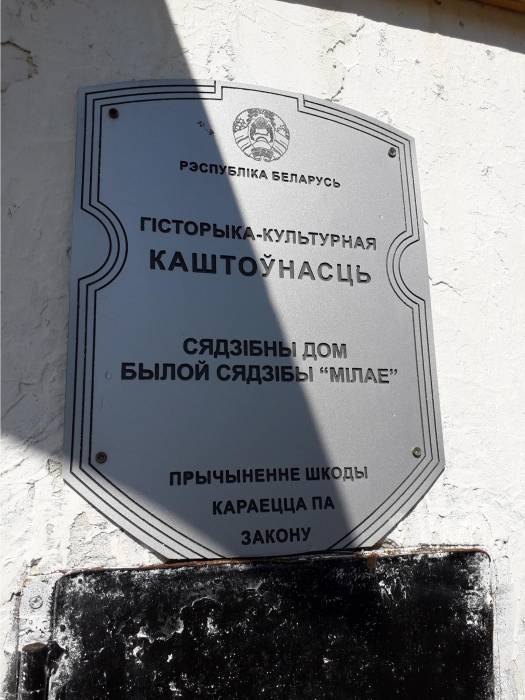 РЭСПУБЛІКА БЕЛАРУСЬ
ГІСТОРЫКА-КУЛЬТУРНАЯ
КАШТОЎНАСЦЬ
СЯДЗІБНЫ ДОМ
БЫЛОЙ СЯДЗІБЫ “МІЛАЕ”
ПРЫЧЫНЕННЕ ШКОДЫ
КАРАЕЦЦА ПА
ЗАКОНУ